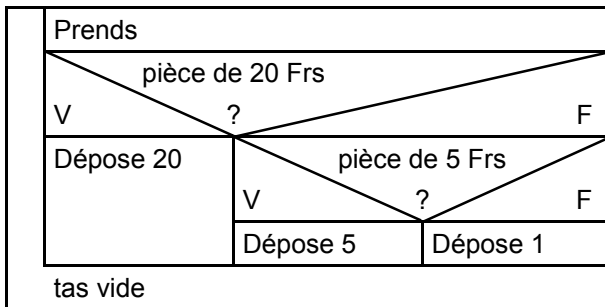 Prends
pièce de 20 Frs
V ? F
Dépose 20 pièce de 5 Frs
V ? F
Dépose 5 Dépose 1
tas vide